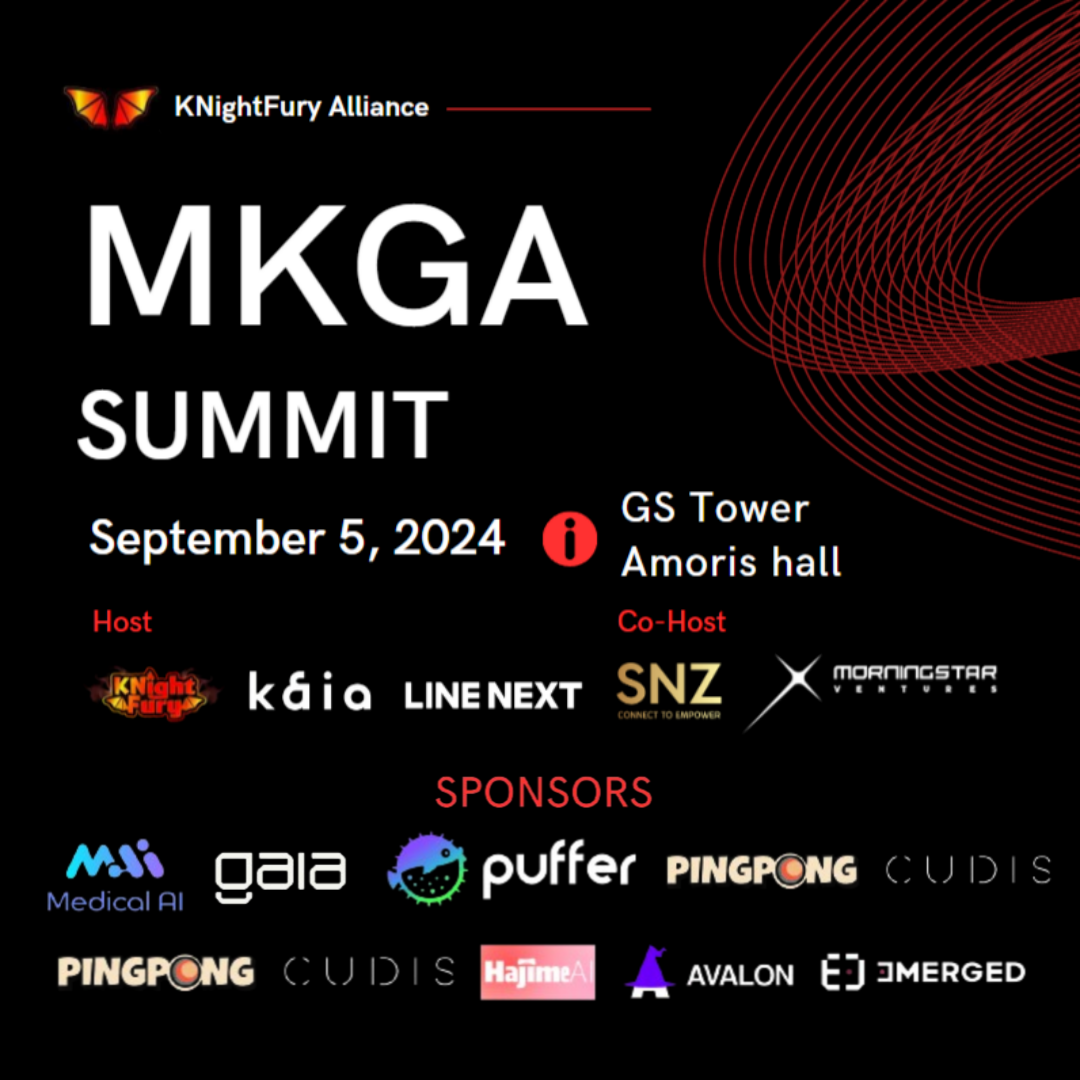 KNightFury Alliance
MKGA
SUMMIT
September 5, 2024
GS Tower
Amoris hall
Host
Co-Host
KNight
Fury
kaia
LINE NEXT
SNZ
CONNECT TO EMPOWER
MORNINGSTAR
VENTURES
SPONSORS
Medical AI
gaia
puffer
PINGPONG
CUDIS
PINGPONG
CUDIS
HajimeAI
AVALON
EMERGED